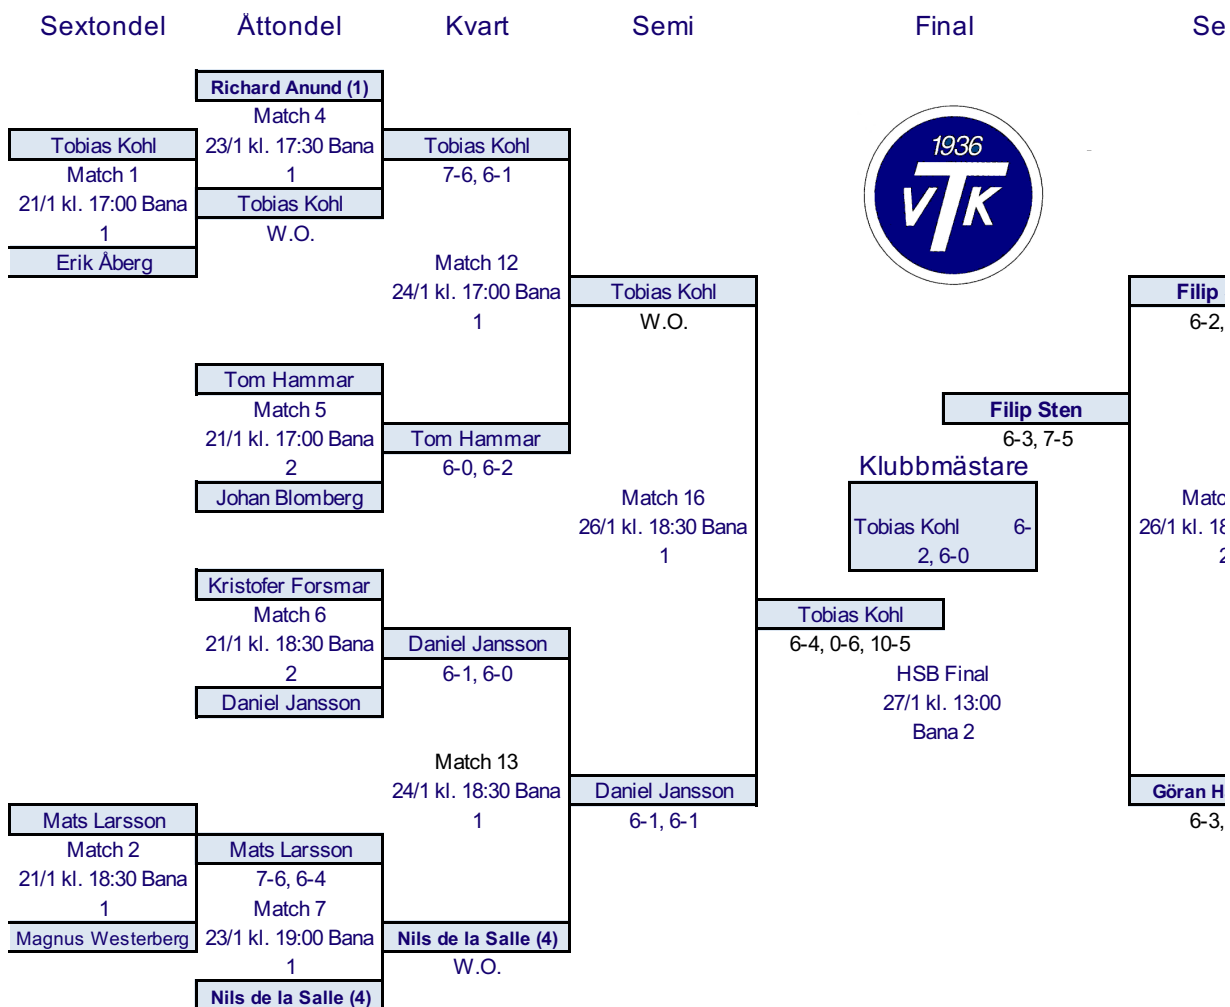 Sextondel
Åttondel
Kvart
Semi
Final
Se
Richard Anund (1)
Match 4
23/1 kl. 17:30 Bana
1
Tobias Kohl
W.O.
Tobias Kohl
Match 1
21/1 kl. 17:00 Bana
1
Erik Åberg
Tobias Kohl
7-6, 6-1
Match 12
24/1 kl. 17:00 Bana
1
Tom Hammar
Match 5
21/1 kl. 17:00 Bana
2
Johan Blomberg
Tom Hammar
6-0, 6-2
Tobias Kohl
W.O.
Match 16
26/1 kl. 18:30 Bana
1
Kristofer Forsmar
Match 6
21/1 kl. 18:30 Bana
2
Daniel Jansson
Daniel Jansson
6-1, 6-0
Match 13
24/1 kl. 18:30 Bana
1
Mats Larsson
Match 2
21/1 kl. 18:30 Bana
1
Magnus Westerberg
Mats Larsson
7-6, 6-4
Match 7
23/1 kl. 19:00 Bana
1
Nils de la Salle (4)
Nils de la Salle (4)
W.O.
Daniel Jansson
6-1, 6-1
1936
VTK
Filip Sten
6-3, 7-5
Klubbmästare
Tobias Kohl 6-
2, 6-0
Tobias Kohl
6-4, 0-6, 10-5
HSB Final
27/1 kl. 13:00
Bana 2
Filip
6-2,
Matc
26/1 kl. 18
2
Göran H
6-3,